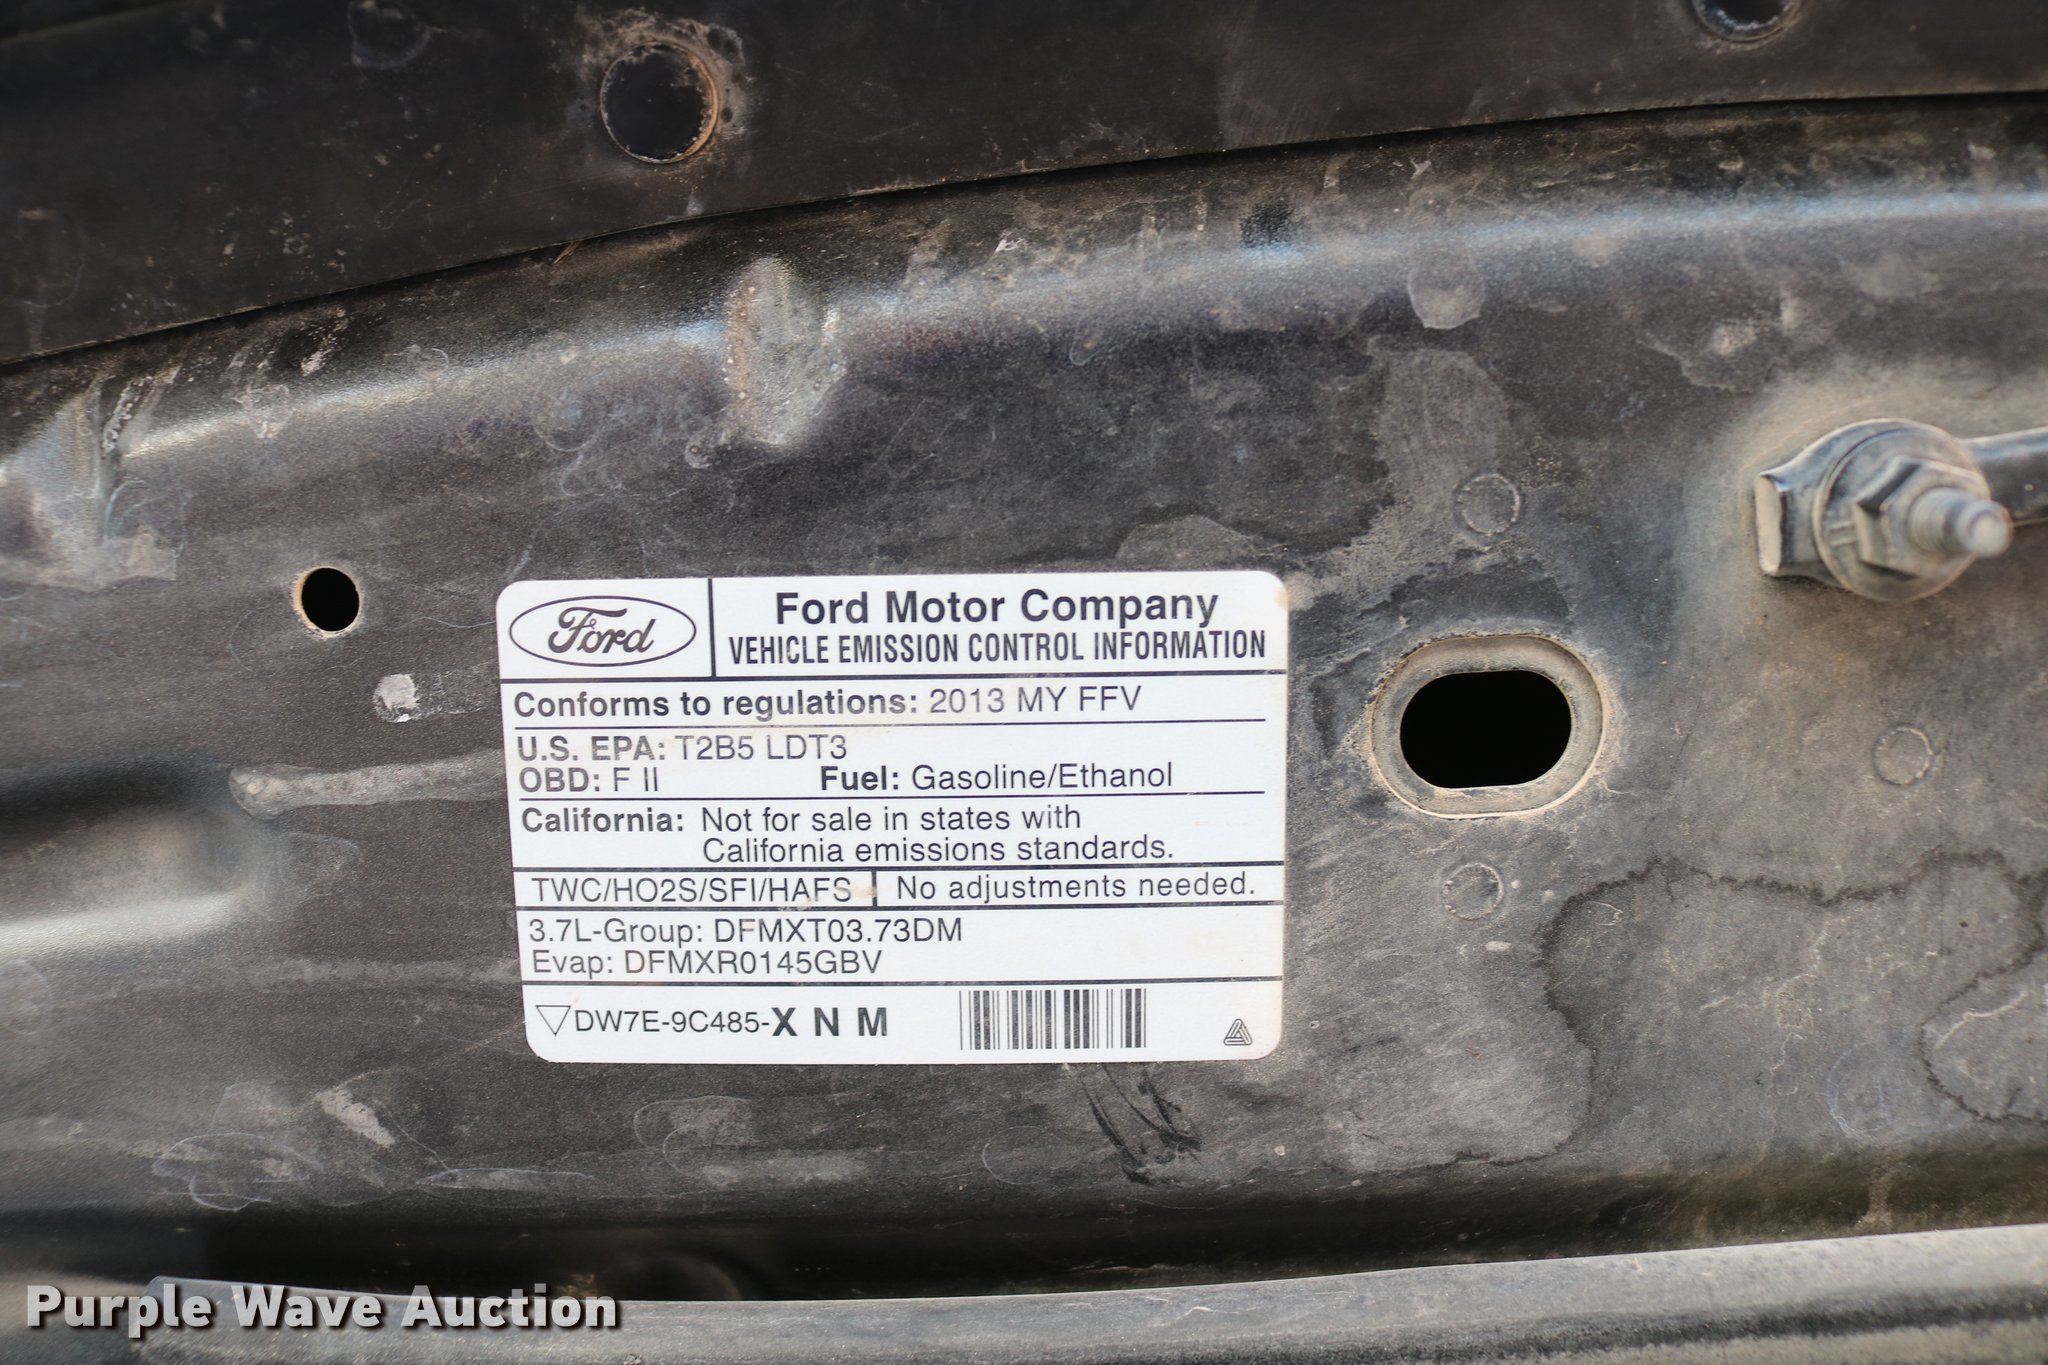 Ford
Ford Motor Company
VEHICLE EMISSION CONTROL INFORMATION
Conforms to regulations: 2013 MY FFV
U.S. EPA: T2B5 LDT3
OBD: F II Fuel: Gasoline/Ethanol
California: Not for sale in states with
California emissions standards.
TWC/HO2S/SFI/HAFS No adjustments needed.
3.7L-Group: DFMXT03.73DM
Evap: DFMXR0145GBV
DW7E-9C485-X N M
Purple Wave Auction